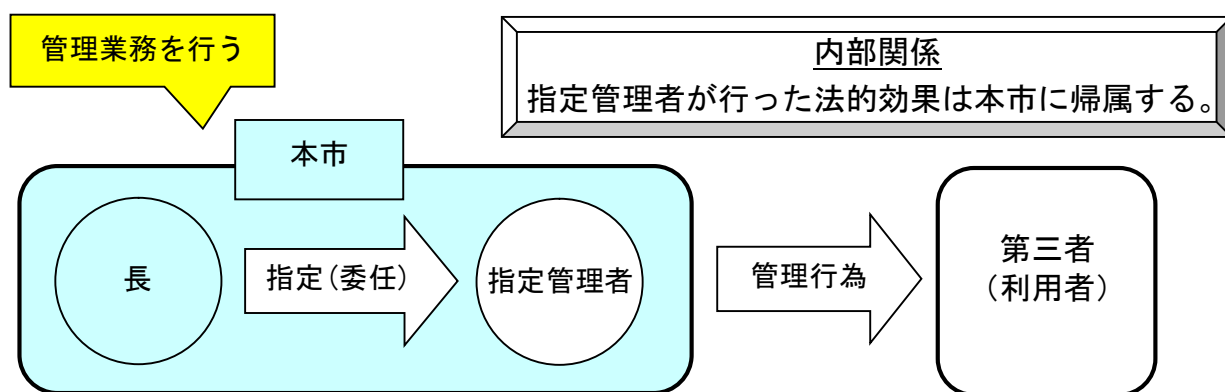 管理業務を行う
内部関係
指定管理者が行った法的効果は本市に帰属する。
本市
長
指定(委任)
指定管理者
管理行為
第三者
(利用者)